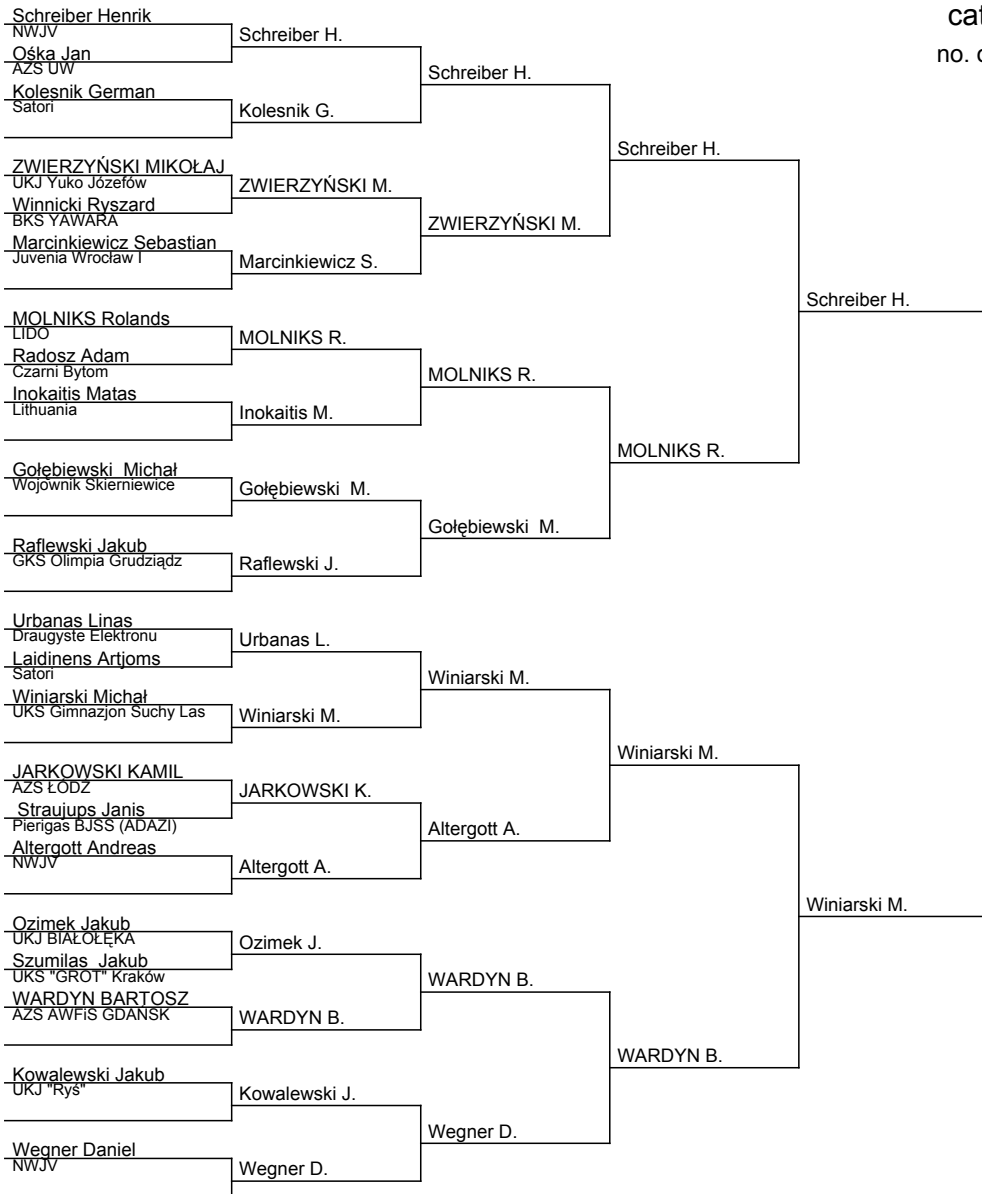 Schreiber Henrik
NWJV
Ośka Jan
AZS UW
Kolesnik German
Satori
ZWIERZYŃSKI MIKOŁAJ
UKJ Yuko Józefów
Winnicki Ryszard
BKS YAWARA
Marcinkiewicz Sebastian
Juvenia Wrocław I
MOLNIKS Rolands
LIDO
Radosz Adam
Czarni Bytom
Inokaitis Matas
Lithuania
Gołębiewski  Michał
Wojownik Skierniewice
Raflewski Jakub
GKS Olimpia Grudziądz
Urbanas Linas
Draugyste Elektronu
Laidinens Artjoms
Satori
Winiarski Michał
UKS Gimnazjon Suchy Las
JARKOWSKI KAMIL
AZS ŁÓDŹ
Straujups Janis
Pierigas BJSS (ADAZI)
Altergott Andreas
NWJV
Ozimek Jakub
UKJ BIAŁOŁĘKA
Szumilas  Jakub
UKS "GROT" Kraków
WARDYN BARTOSZ
AZS AWFiS GDAŃSK
Kowalewski Jakub
UKJ "Ryś"
Wegner Daniel
NWJV
Schreiber H.
Kolesnik G.
ZWIERZYŃSKI M.
Marcinkiewicz S.
MOLNIKS R.
Inokaitis M.
Gołębiewski  M.
Raflewski J.
Urbanas L.
Winiarski M.
JARKOWSKI K.
Altergott A.
Ozimek J.
WARDYN B.
Kowalewski J.
Wegner D.
Schreiber H.
ZWIERZYŃSKI M.
MOLNIKS R.
Gołębiewski  M.
Winiarski M.
Altergott A.
WARDYN B.
Wegner D.
Schreiber H.
MOLNIKS R.
Winiarski M.
WARDYN B.
Schreiber H.
Winiarski M.
cat
no. c